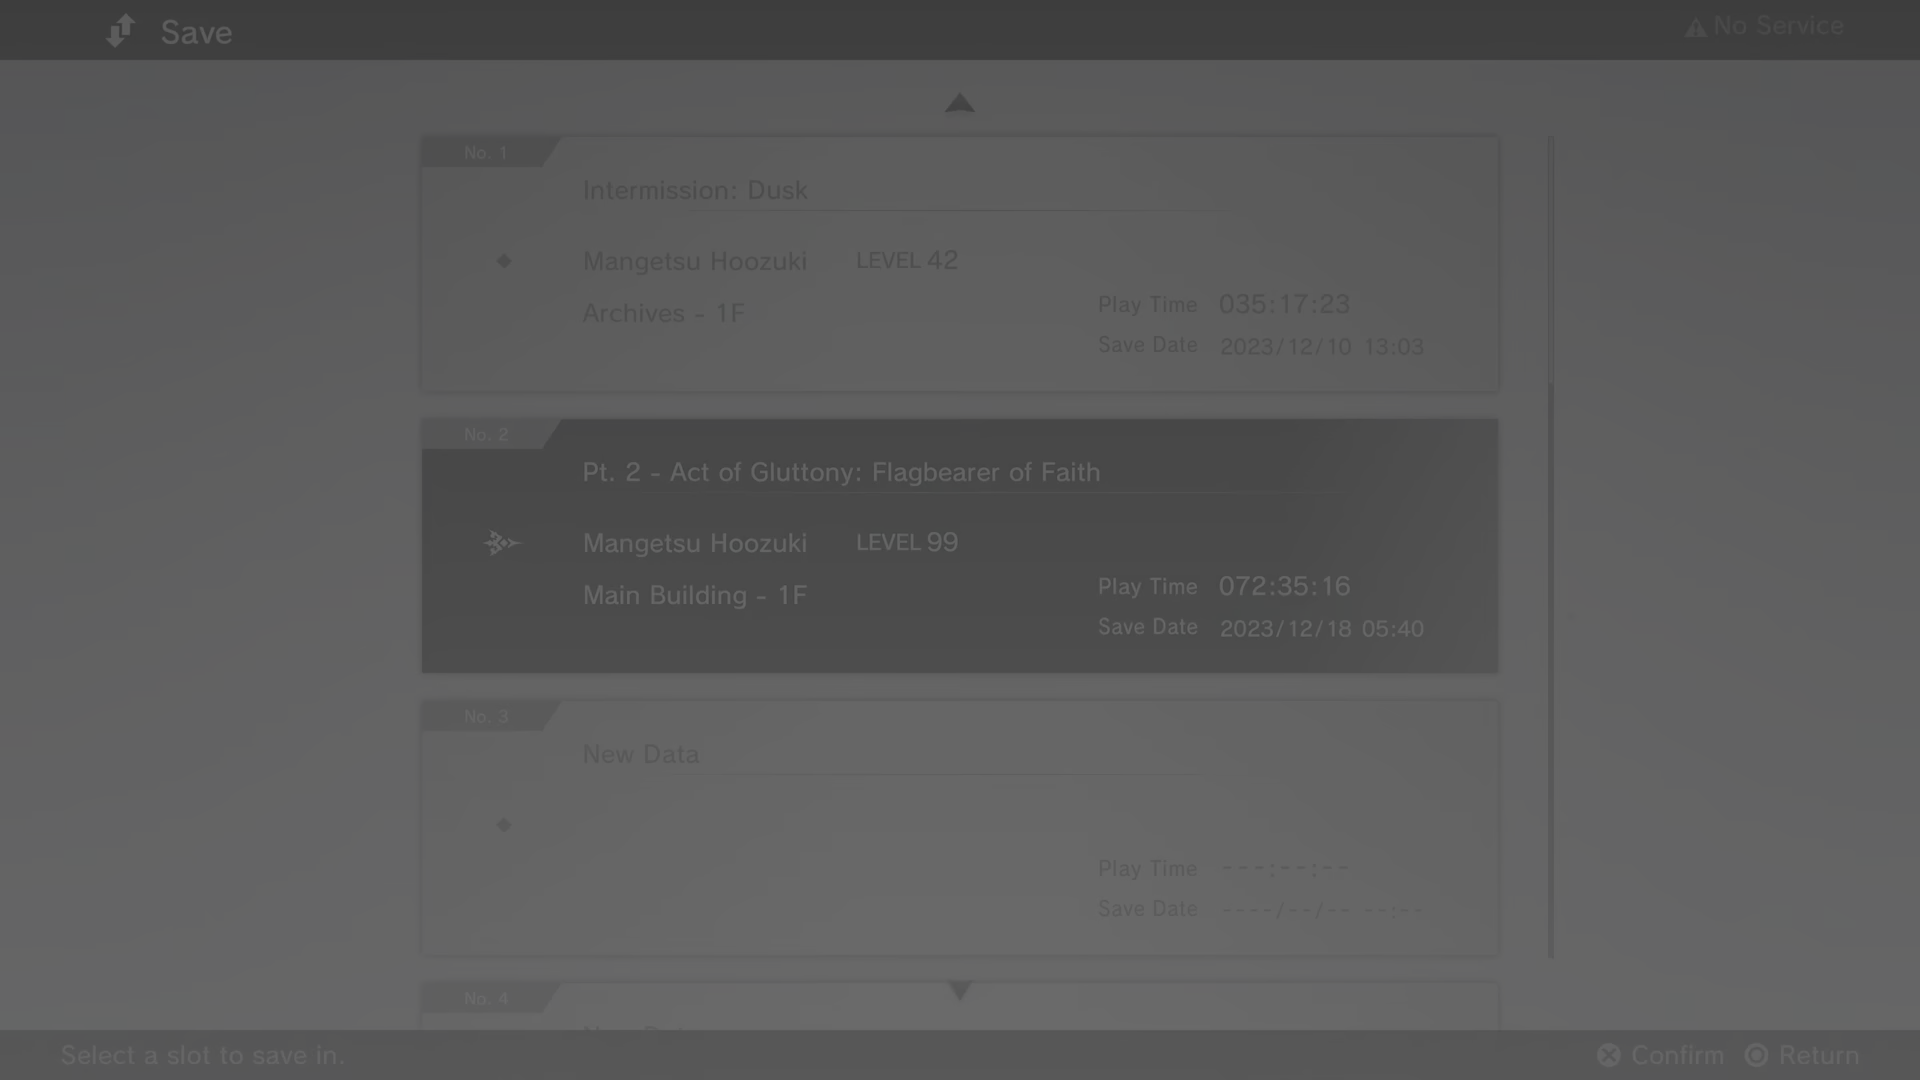 Save
No Service
No. 1
Intermission: Dusk
Mangetsu Hoozuki LEVEL 42
Archives - 1F
Play Time 035:17:23
Save Date 2023/12/10 13:03
No. 2
Pt. 2 - Act of Gluttony: Flagbearer of Faith
Mangetsu Hoozuki LEVEL 99
Main Building - 1F
Play Time 072:35:16
Save Date 2023/12/18 05:40
No. 3
New Data
Play Time ---:--:--
Save Date ----/--/-- --:--
No. 4
Select a slot to save in.
Confirm Return